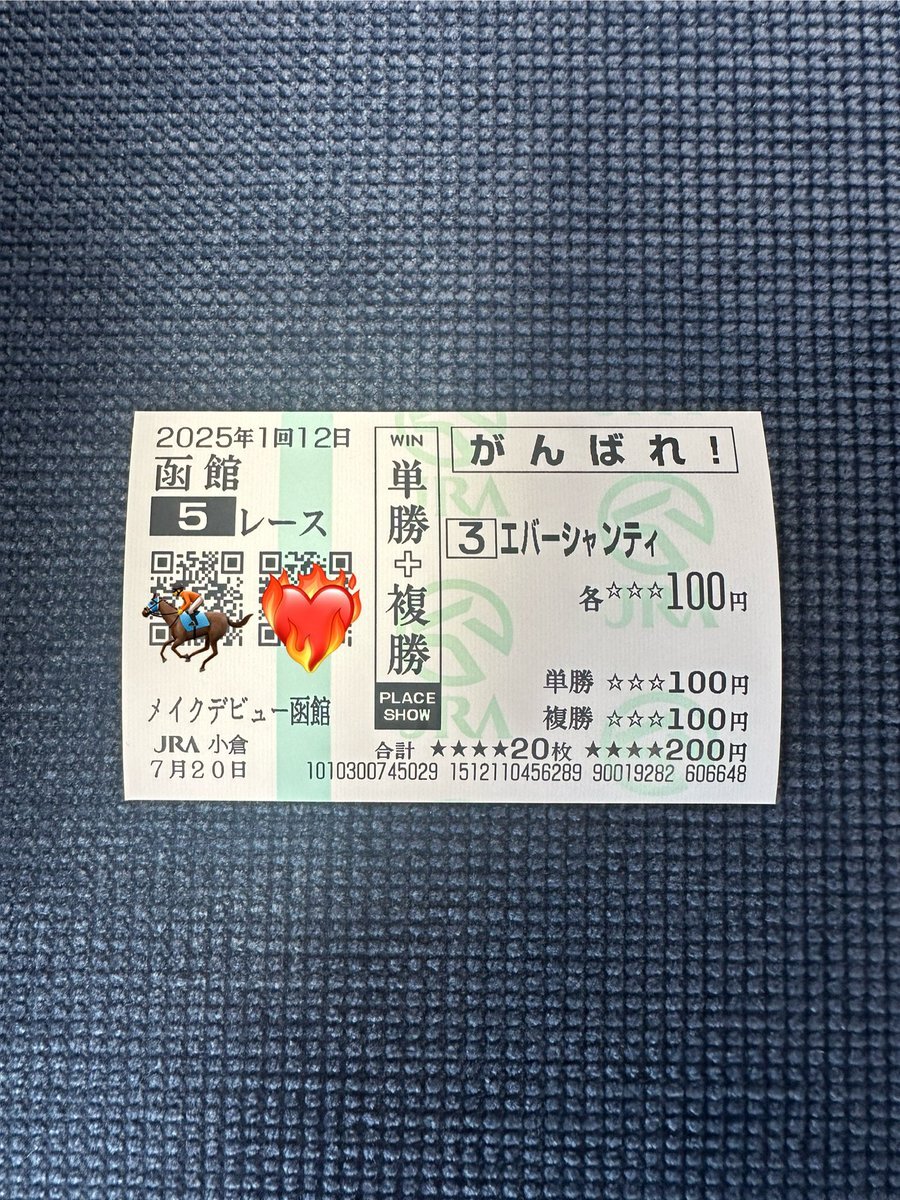 2025年1回12日
函館
5 レース
メイクデビュー函館
JRA 小倉
7月20日
WIN
単勝+複勝
PLACE
SHOW
がんばれ!
3 エバーシャンティ
各☆☆☆100円
単勝 ☆☆☆100円
複勝 ☆☆☆100円
合計 ★★★★20枚 ★★★★200円
1010300745029 1512110456289 90019282 606648
JRA
JRA
JRA